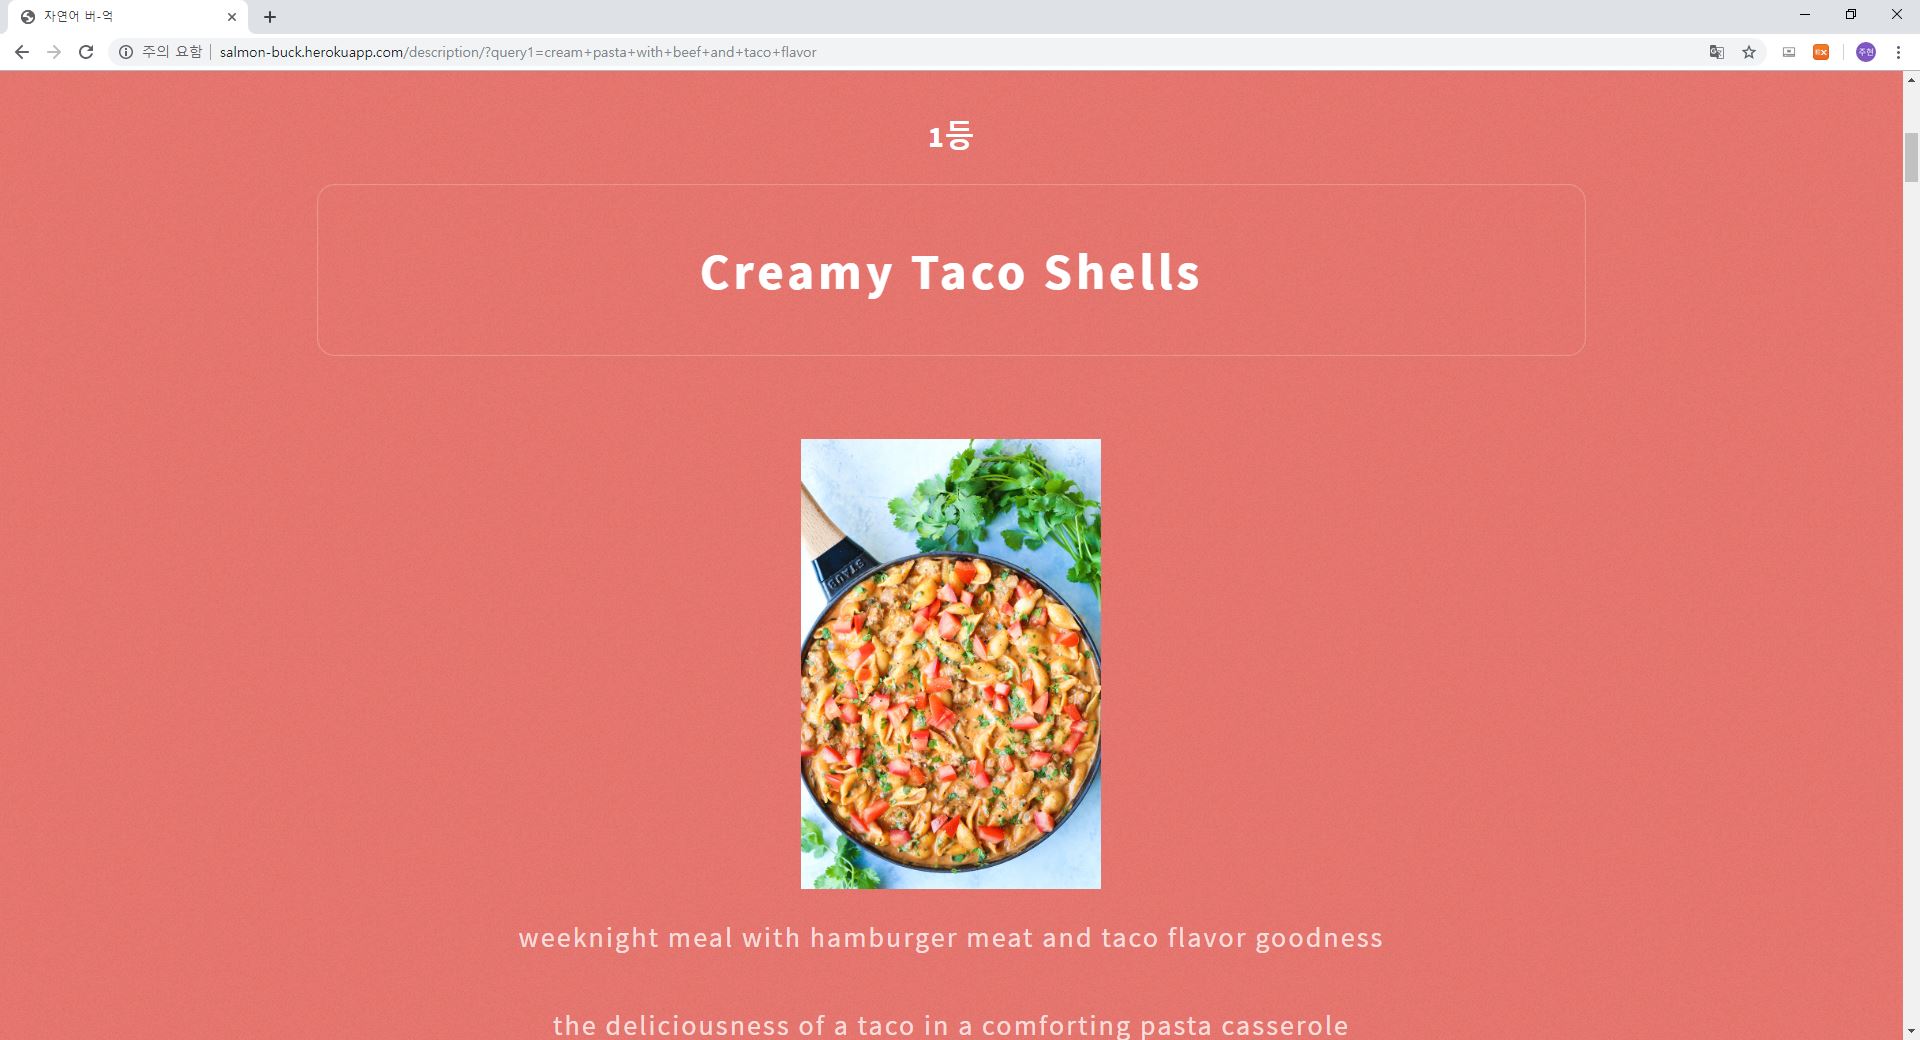 자연어 버-억
주의 요함
salmon-buck.herokuapp.com/description/?query1=cream+pasta+with+beef+and+taco+flavor
주현
1등
Creamy Taco Shells
STAUB
weeknight meal with hamburger meat and taco flavor goodness
the deliciousness of a taco in a comforting pasta casserole